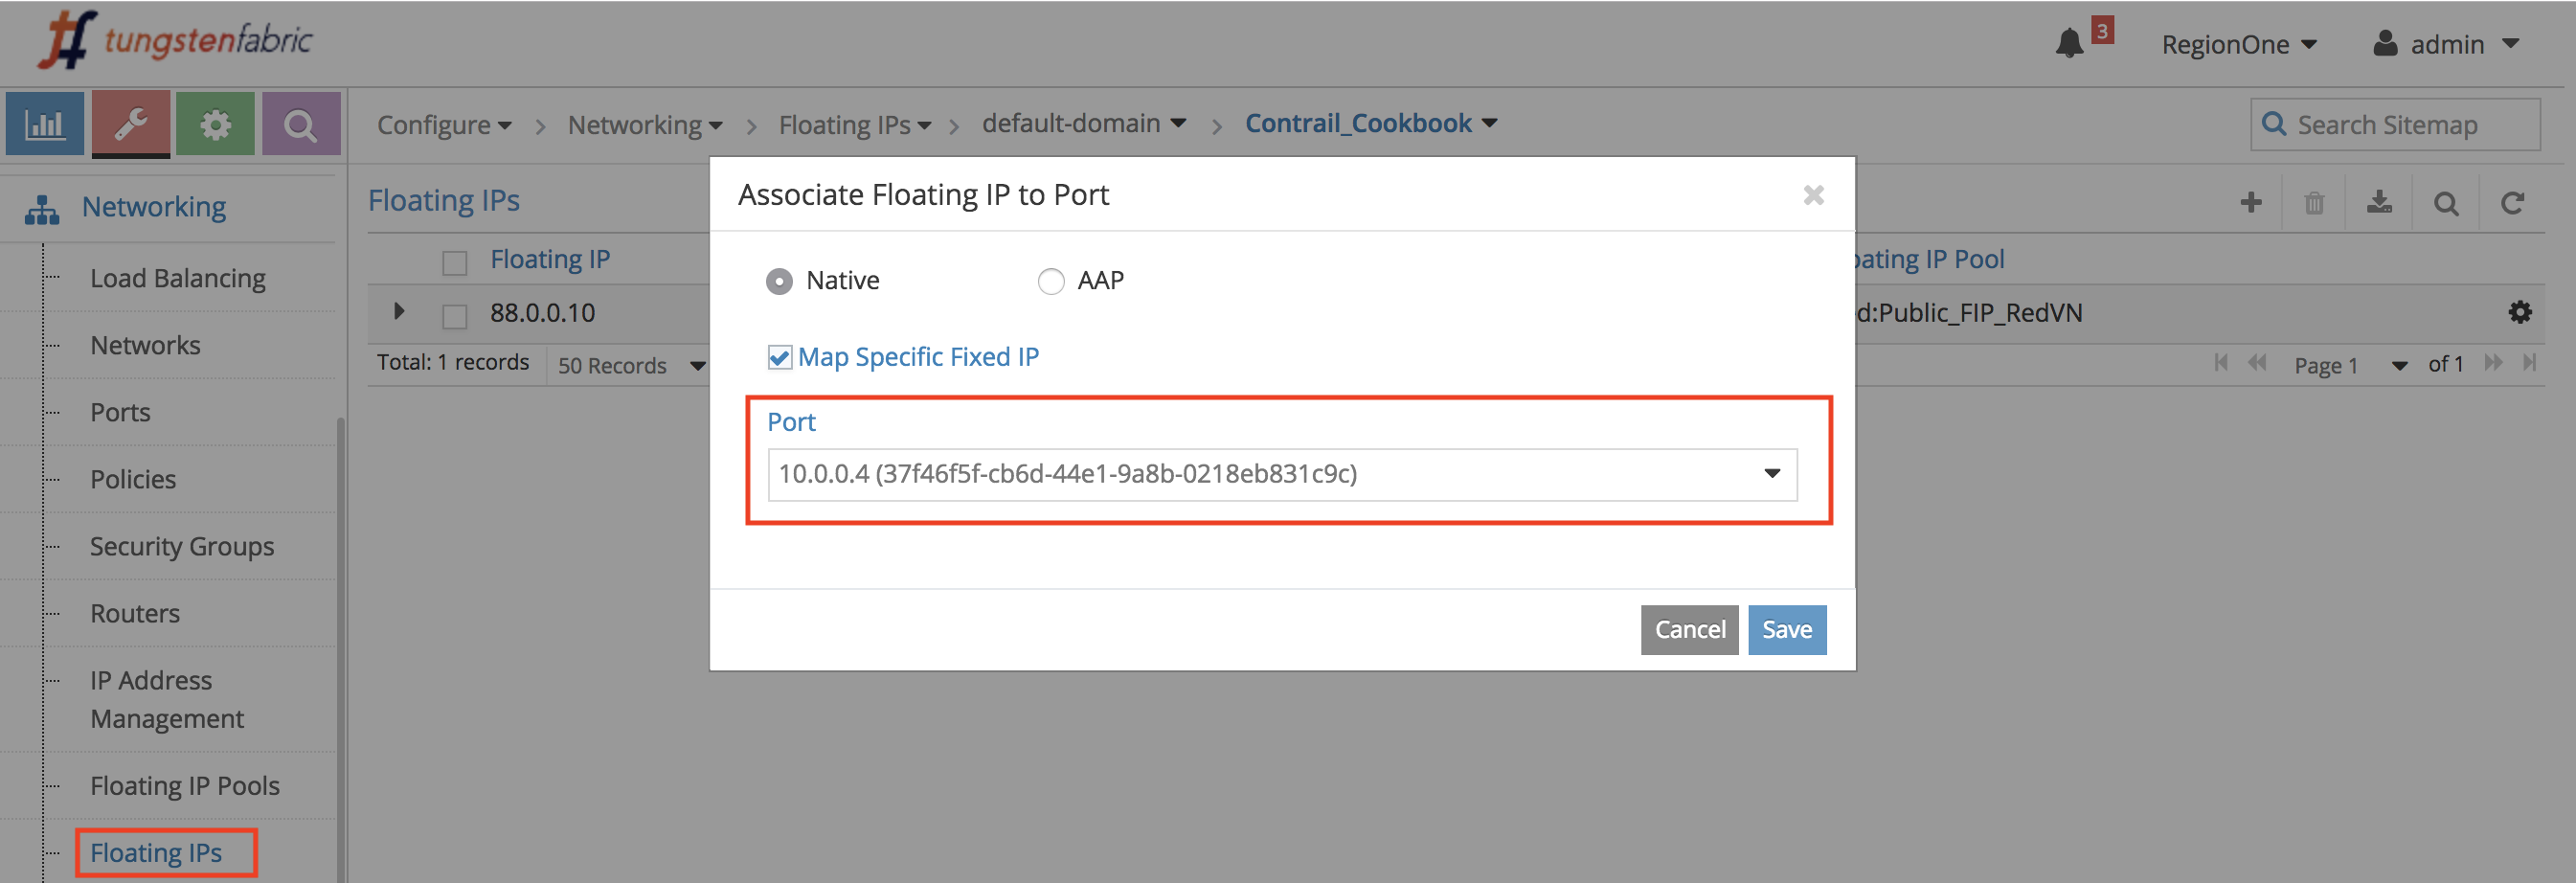 tungstenfabric
3
RegionOne
admin
Configure > Networking > Floating IPs > default-domain > Contrail_Cookbook
Search Sitemap
Networking
Load Balancing
Networks
Ports
Policies
Security Groups
Routers
IP Address
Management
Floating IP Pools
Floating IPs
Floating IPs
Floating IP
88.0.0.10
Total: 1 records
50 Records
Associate Floating IP to Port
Native
AAP
Map Specific Fixed IP
Port
10.0.0.4 (37f46f5f-cb6d-44e1-9a8b-0218eb831c9c)
Cancel
Save
oating IP Pool
d:Public_FIP_RedVN
Page 1
of 1